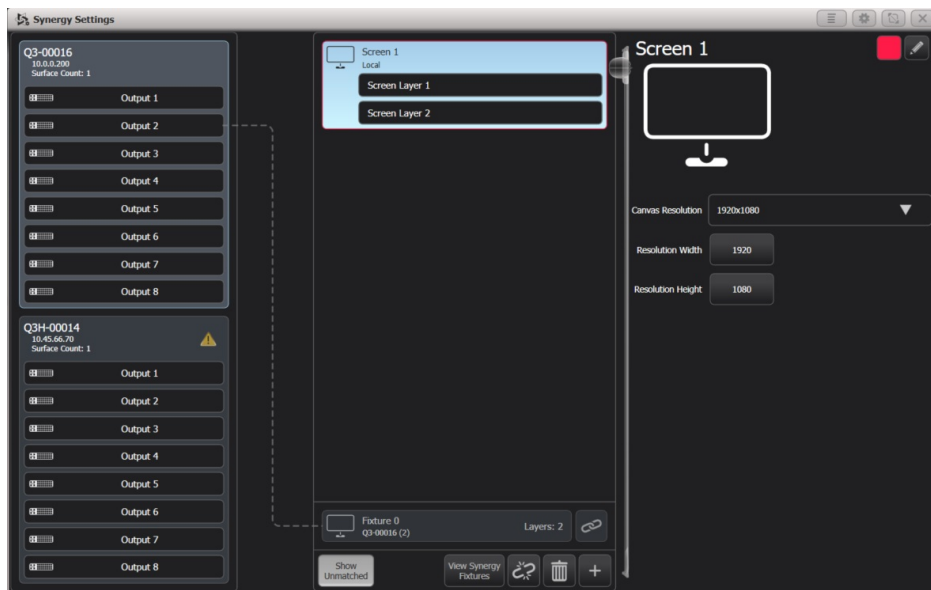 Synergy Settings
Q3-00016
10.0.0.200
Surface Count: 1
Output 1
Output 2
Output 3
Output 4
Output 5
Output 6
Output 7
Output 8
Q3H-00014
10.45.66.70
Surface Count: 1
Output 1
Output 2
Output 3
Output 4
Output 5
Output 6
Output 7
Output 8
Screen 1
Local
Screen Layer 1
Screen Layer 2
Fixture 0
Q3-00016 (2)
Layers: 2
Show
Unmatched
View Synergy
Fixtures
+
Screen 1
Canvas Resolution
1920x1080
Resolution Width
1920
Resolution Height
1080